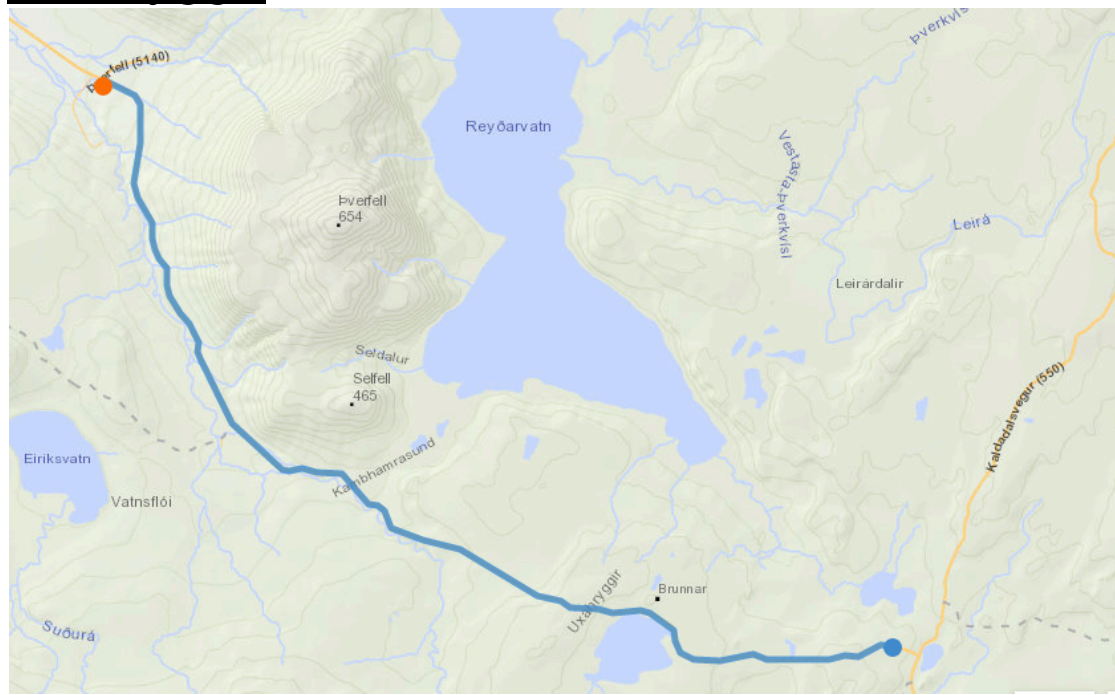 Þverfell (5140)
Þverkvís
Reyðarvatn
Vestasta-Þverkvísl
Þverfell
654
Leirá
Leirárdalir
Seldalur
Selfell
465
Kaldadalsvegur (550)
Kambhamrasund
Eiríksvatn
Vatnsflói
Uxahryggir
Brunnar
Suðurá